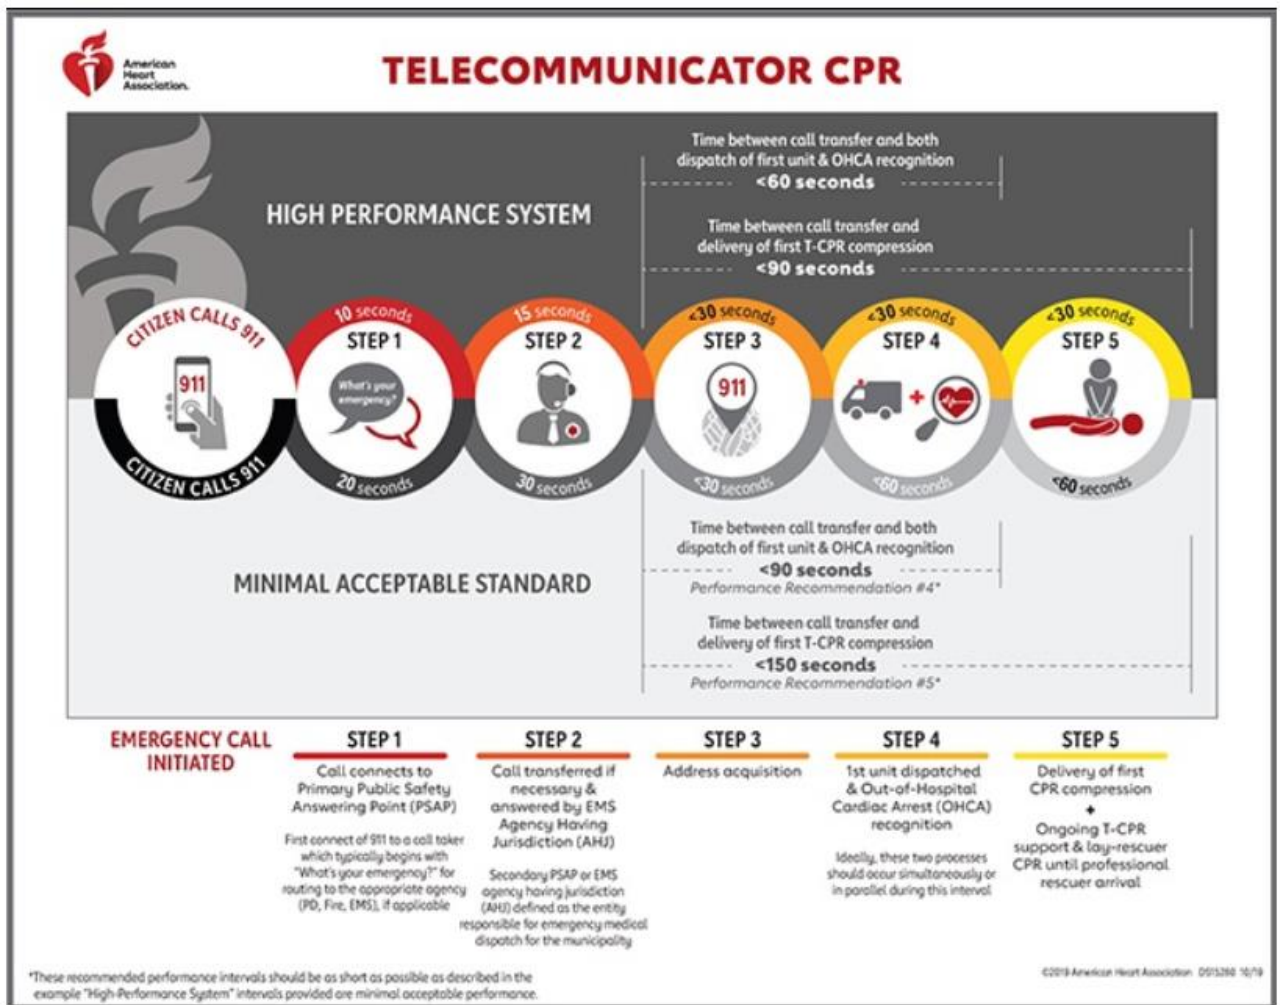 American
Heart
Association.
TELECOMMUNICATOR CPR
Time between call transfer and both
dispatch of first unit & OHCA recognition
<60 seconds
HIGH PERFORMANCE SYSTEM
Time between call transfer and
delivery of first T-CPR compression
<90 seconds
CITIZEN CALLS 911
10 seconds
15 seconds
<30 seconds
<30 seconds
<30 seconds
STEP 1
STEP 2
STEP 3
STEP 4
STEP 5
911
What's your
emergency?
911
CITIZEN CALLS 911
20 seconds
30 seconds
<30 seconds
<60 seconds
<60 seconds
Time between call transfer and both
dispatch of first unit & OHCA recognition
<90 seconds
Performance Recommendation #4*
MINIMAL ACCEPTABLE STANDARD
Time between call transfer and
delivery of first T-CPR compression
<150 seconds
Performance Recommendation #5*
EMERGENCY CALL
INITIATED
STEP 1
Call connects to
Primary Public Safety
Answering Point (PSAP)
First connect of 911 to a call taker
which typically begins with
"What's your emergency?" for
routing to the appropriate agency
(PD, Fire, EMS), if applicable
STEP 2
Call transferred if
necessary &
answered by EMS
Agency Having
Jurisdiction (AHJ)
Secondary PSAP or EMS
agency having jurisdiction
(AHJ) defined as the entity
responsible for emergency medical
dispatch for the municipality
STEP 3
Address acquisition
STEP 4
1st unit dispatched
& Out-of-Hospital
Cardiac Arrest (OHCA)
recognition
Ideally, these two processes
should occur simultaneously or
in parallel during this interval
STEP 5
Delivery of first
CPR compression
+
Ongoing T-CPR
support & lay-rescuer
CPR until professional
rescuer arrival
*These recommended performance intervals should be as short as possible as described in the
example "High-Performance System" intervals provided are minimal acceptable performance.
©2019 American Heart Association DS15260 10/19